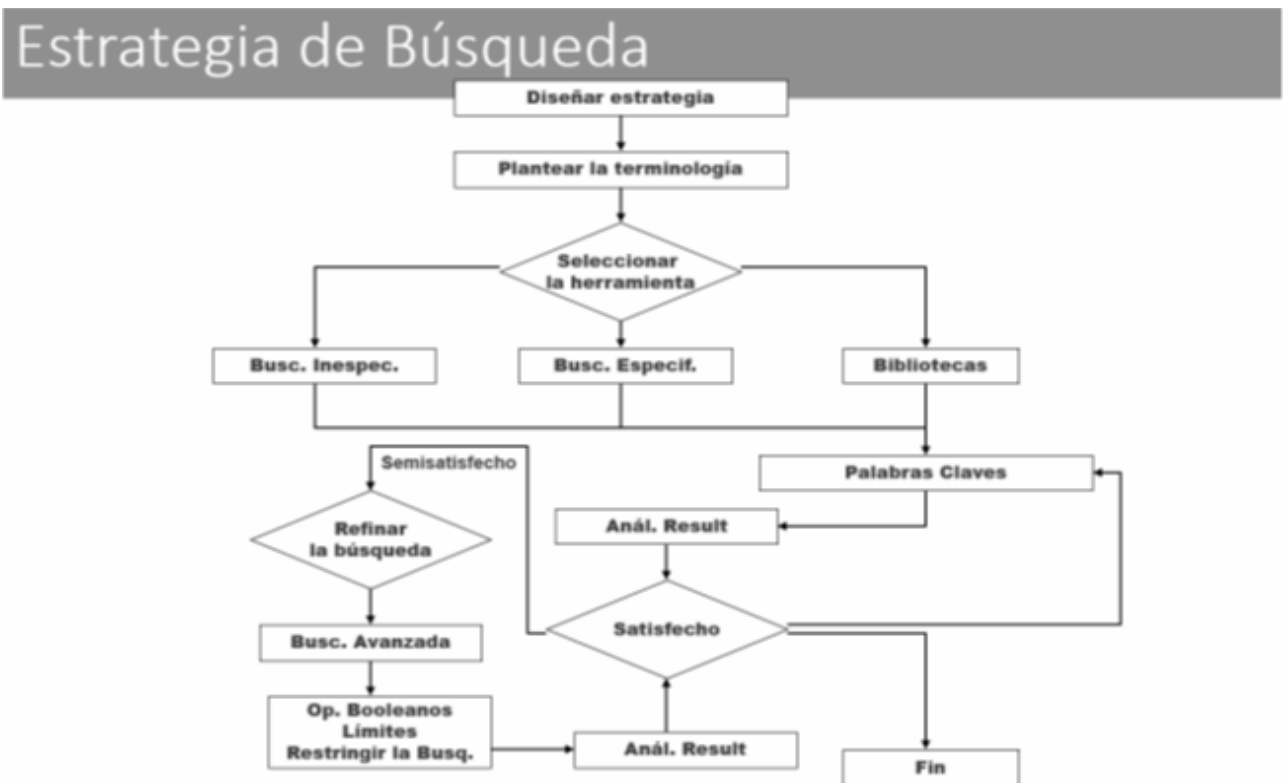 Estrategia de Búsqueda
Diseñar estrategia
Plantear la terminología
Seleccionar
la herramienta
Busc. Inespec.
Busc. Especif.
Bibliotecas
Semisatisfecho
Palabras Claves
Refinar
la búsqueda
Anál. Result
Satisfecho
Busc. Avanzada
Op. Booleanos
Límites
Restringir la Busq.
Anál. Result
Fin